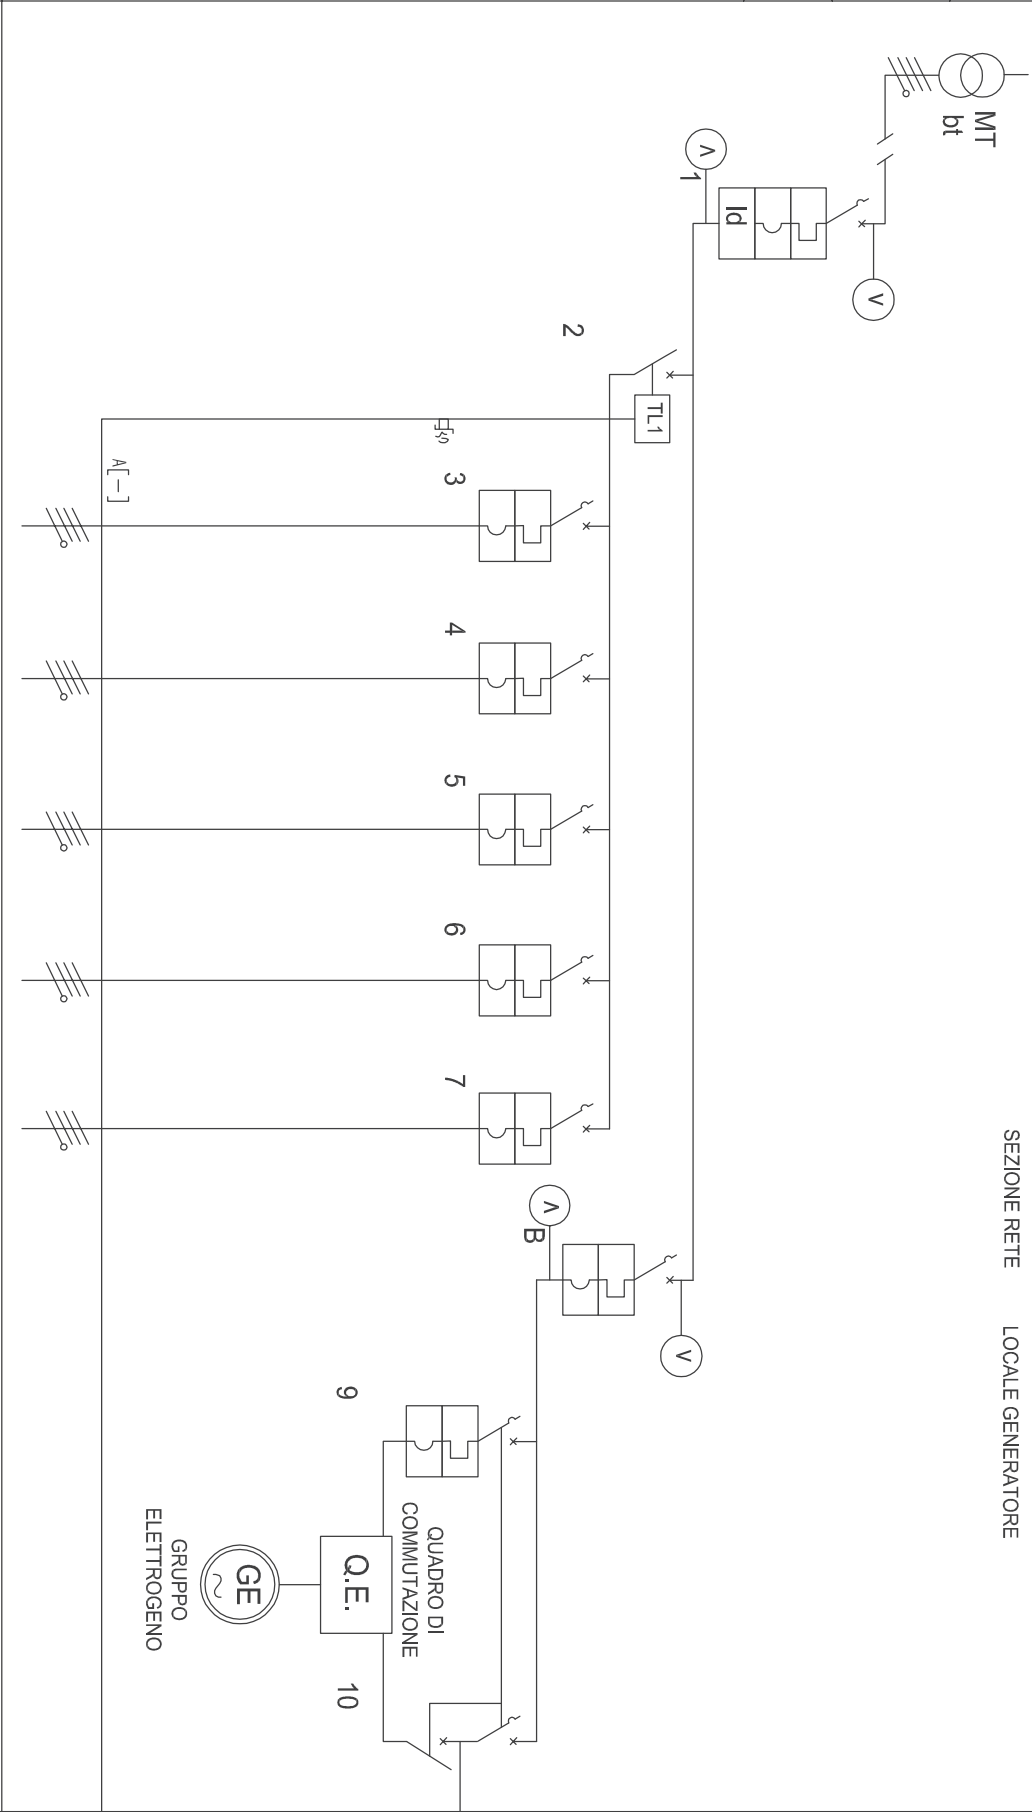 SEZIONE RETE
LOCALE GENERATORE
MT
bt
V
Id
A
1
V
2
TL1
A
B
3
4
5
6
7
9
QUADRO DI
COMMUTAZIONE
Q.E.
10
GE
GRUPPO
ELETTROGENO
A[-]